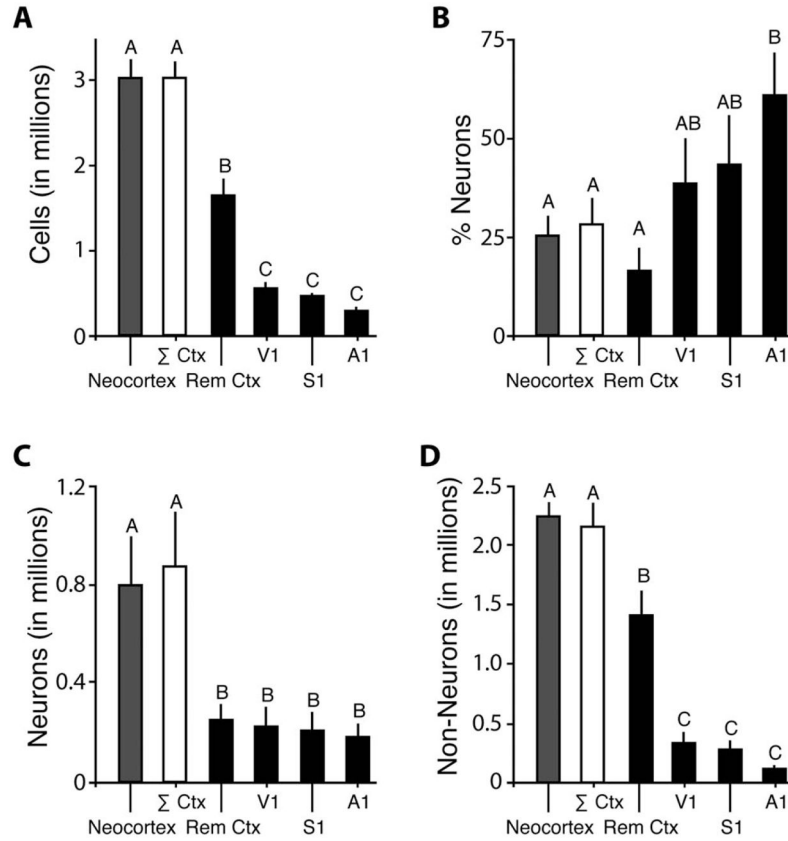 A
Cells (in millions)
3
2
1
0
A
A
B
C
C
C
∑ Ctx
V1
A1
Neocortex
Rem Ctx
S1
B
% Neurons
75
50
25
0
A
A
A
AB
AB
B
∑ Ctx
V1
A1
Neocortex
Rem Ctx
S1
C
Neurons (in millions)
1.2
0.8
0.4
0
A
A
B
B
B
B
∑ Ctx
V1
A1
Neocortex
Rem Ctx
S1
D
Non-Neurons (in millions)
2.5
2.0
1.5
1.0
0.5
0
A
A
B
C
C
C
∑ Ctx
V1
A1
Neocortex
Rem Ctx
S1